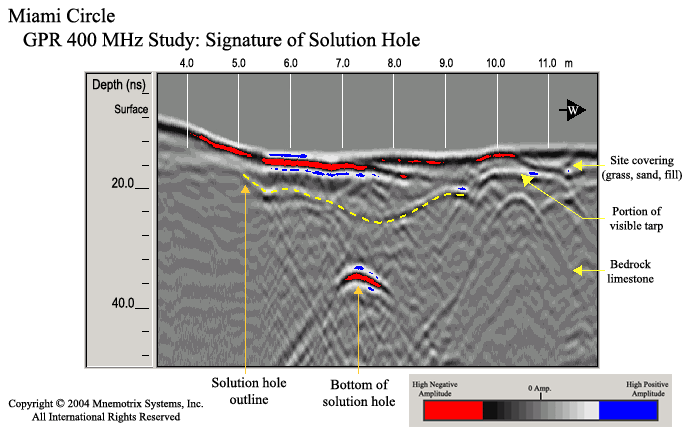 Miami Circle
GPR 400 MHz Study: Signature of Solution Hole
4.0 5.0 6.0 7.0 8.0 9.0 10.0 11.0 m
Depth (ns)
Surface
W
Site covering
(grass, sand, fill)
20.0
Portion of
visible tarp
Bedrock
limestone
40.0
Solution hole
outline
Bottom of
solution hole
High Negative
Amplitude
0 Amp.
High Positive
Amplitude
Copyright © 2004 Mnemotrix Systems, Inc.
All International Rights Reserved